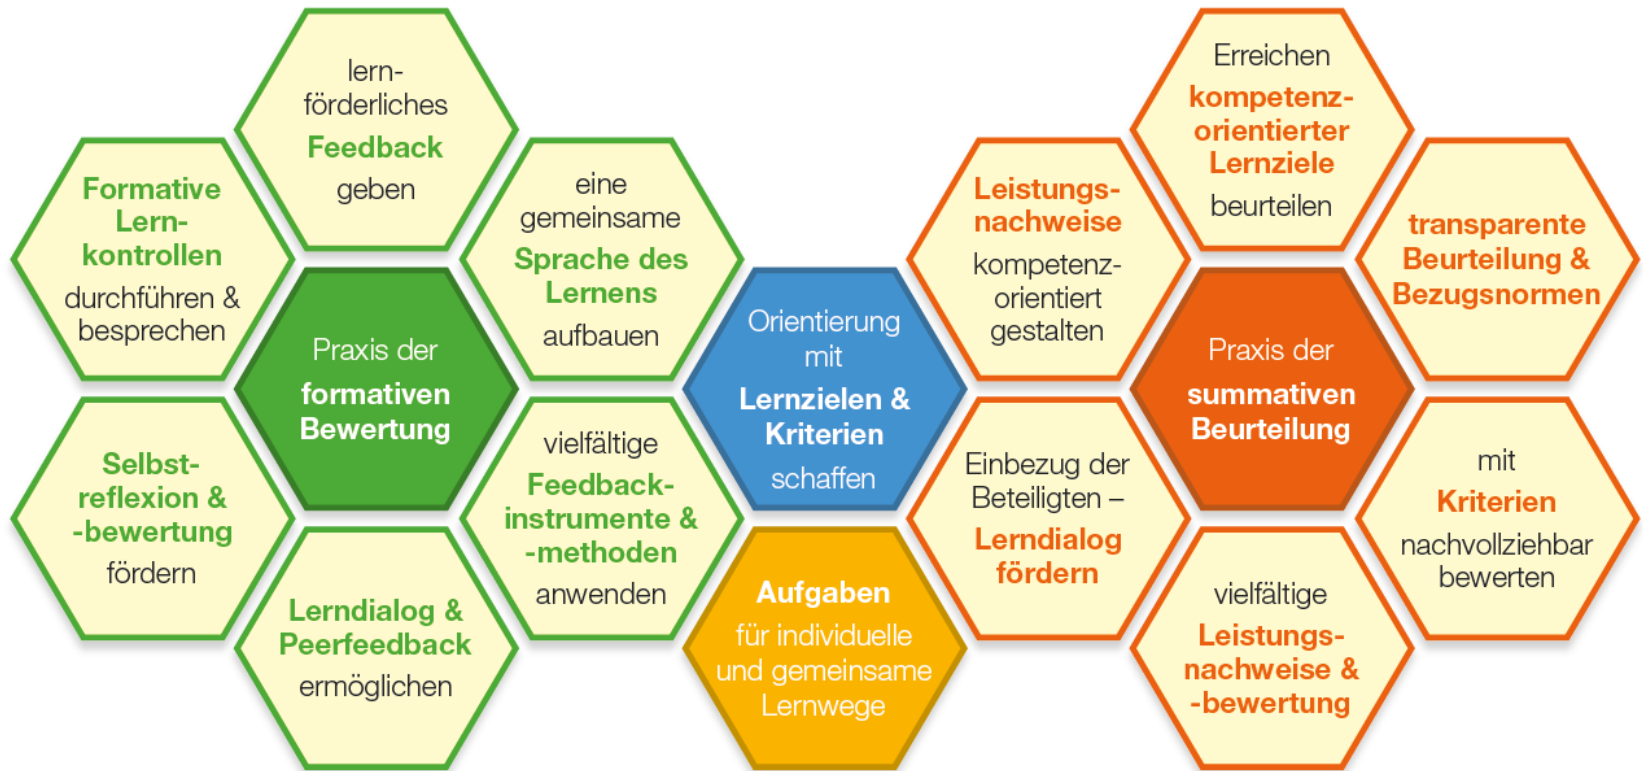 lern-
förderliches
Feedback
geben
Formative
Lern-
kontrollen
durchführen &
besprechen
eine
gemeinsame
Sprache des
Lernens
aufbauen
Praxis der
formativen
Bewertung
Selbst-
reflexion &
-bewertung
fördern
vielfältige
Feedback-
instrumente &
-methoden
anwenden
Lerndialog &
Peerfeedback
ermöglichen
Orientierung
mit
Lernzielen &
Kriterien
schaffen
Aufgaben
für individuelle
und gemeinsame
Lernwege
Erreichen
kompetenz-
orientierter
Lernziele
beurteilen
Leistungs-
nachweise
kompetenz-
orientiert
gestalten
transparente
Beurteilung &
Bezugsnormen
Praxis der
summativen
Beurteilung
Einbezug der
Beteiligten –
Lerndialog
fördern
mit
Kriterien
nachvollziehbar
bewerten
vielfältige
Leistungs-
nachweise &
-bewertung